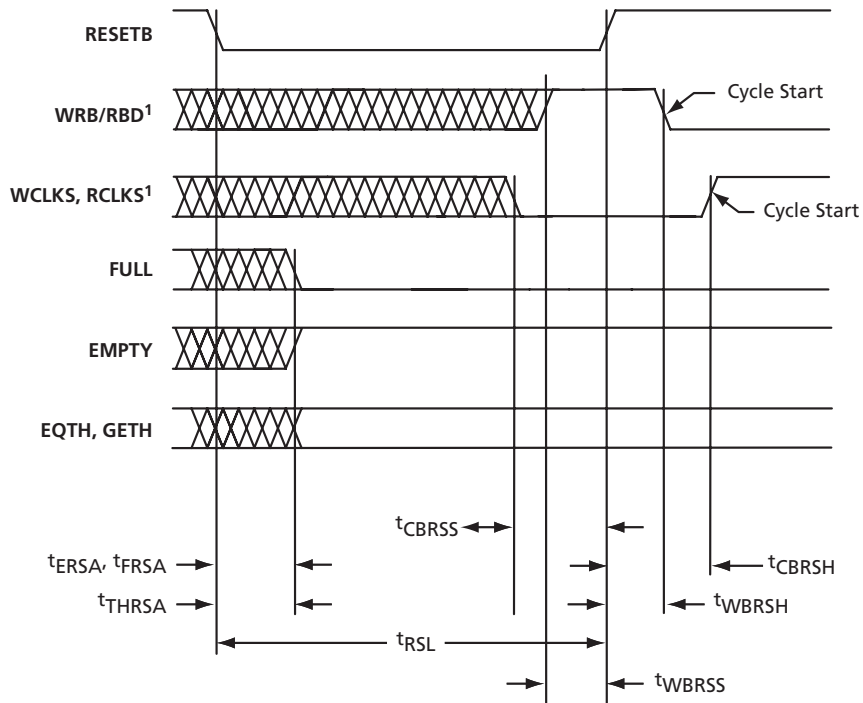 RESETB
WRB/RBD¹
Cycle Start
WCLKS, RCLKS¹
Cycle Start
FULL
EMPTY
EQTH, GETH
tCBRSS
tERSA, tFRSA
tCBRSH
tTHRSA
tWBRSH
tRSL
tWBRSS